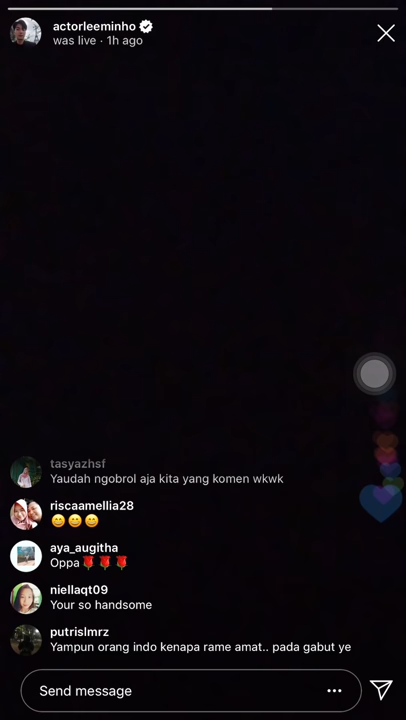 actorleeminho
was live · 1h ago
tasyazhsf
Yaudah ngobrol aja kita yang komen wkwk
riscaamellia28
😊😊😊
aya_augitha
Oppa🌹🌹🌹
niellaqt09
Your so handsome
putrislmrz
Yampun orang indo kenapa rame amat.. pada gabut ye
Send message